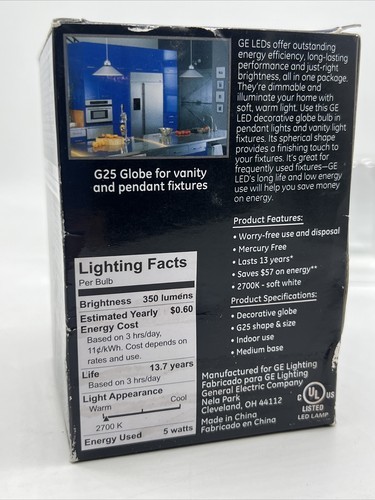 G25 Globe for vanity
and pendant fixtures
Lighting Facts
Per Bulb
Brightness 350 lumens
Estimated Yearly $0.60
Energy Cost
Based on 3 hrs/day,
11¢/kWh. Cost depends on
rates and use.
Life 13.7 years
Based on 3 hrs/day
Light Appearance
Warm Cool
2700 K
Energy Used 5 watts
GE LEDs offer outstanding
energy efficiency, long-lasting
performance and just-right
brightness, all in one package.
They're dimmable and
illuminate your home with
soft, warm light. Use this GE
LED decorative globe bulb in
pendant lights and vanity light
fixtures. Its spherical shape
provides a finishing touch to
your fixtures. It's great for
frequently used fixtures—GE
LED's long life and low energy
use will help you save money
on energy.
Product Features:
• Worry-free use and disposal
• Mercury Free
• Lasts 13 years*
• Saves $57 on energy**
• 2700K - soft white
Product Specifications:
• Decorative globe
• G25 shape & size
• Indoor use
• Medium base
Manufactured for GE Lighting
Fabricado para GE Lighting
General Electric Company
Nela Park
Cleveland, OH 44112
Made in China
Fabricado en China
C UL US
LISTED
LED LAMP